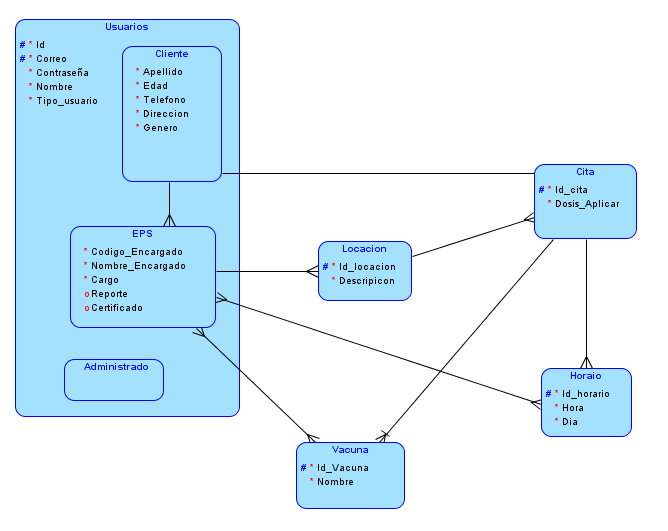 Usuarios
# * Id
# * Correo
* Contraseña
* Nombre
* Tipo_usuario
Cliente
* Apellido
* Edad
* Telefono
* Direccion
* Genero
EPS
* Codigo_Encargado
* Nombre_Encargado
* Cargo
o Reporte
o Certificado
Administrado
Locacion
# * Id_locacion
* Descripicon
Cita
# * Id_cita
* Dosis_Aplicar
Horaio
# * Id_horario
* Hora
* Dia
Vacuna
# * Id_Vacuna
* Nombre